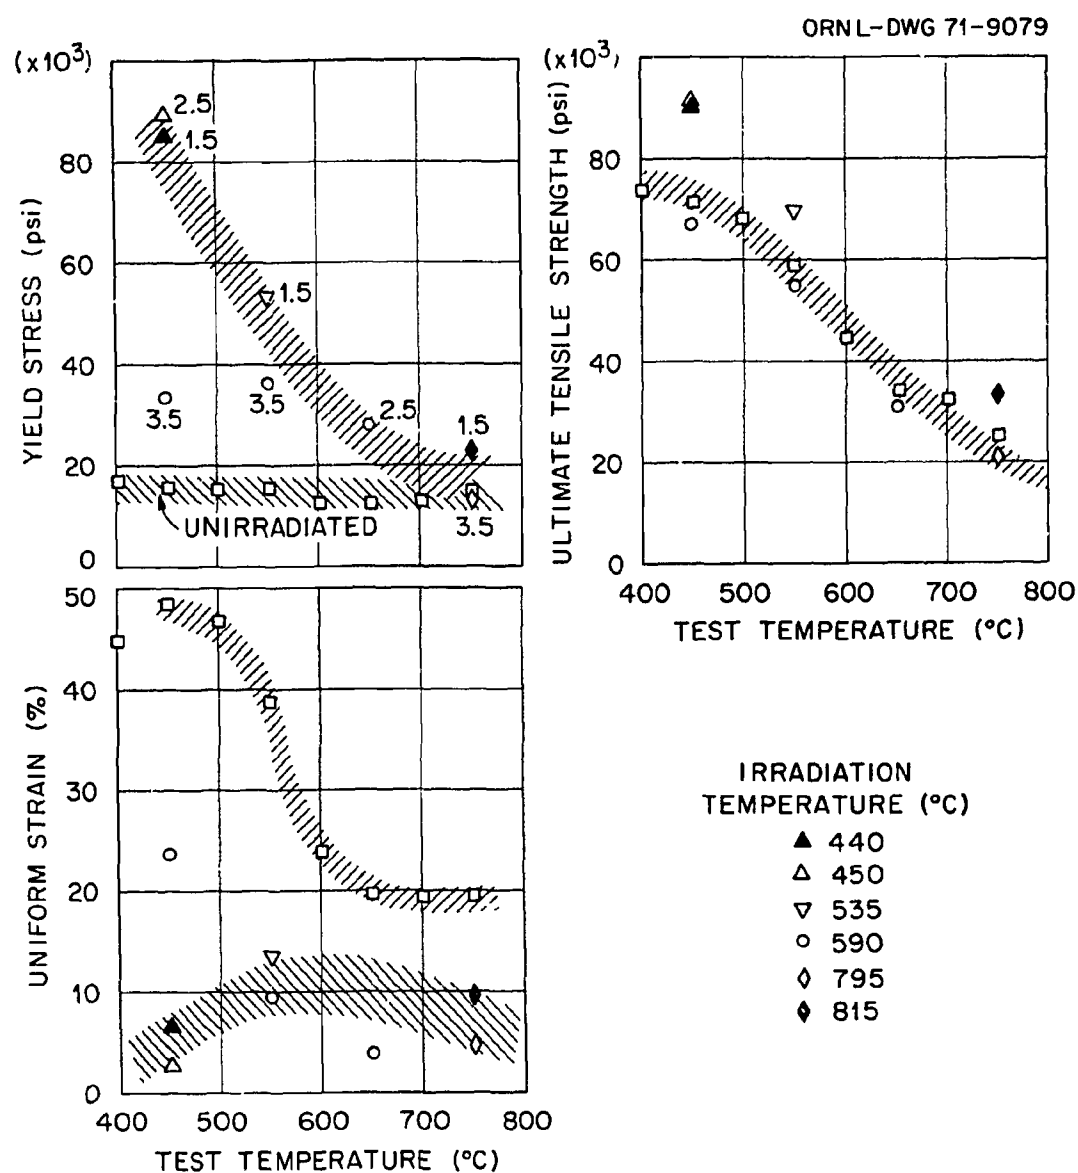 ORNL-DWG 71-9079
(x10³)
80
60
40
20
0
YIELD STRESS (psi)
2.5
1.5
1.5
3.5
3.5
2.5
1.5
3.5
UNIRRADIATED
(x10³)
80
60
40
20
0
ULTIMATE TENSILE STRENGTH (psi)
400 500 600 700 800
TEST TEMPERATURE (°C)
50
40
30
20
10
0
UNIFORM STRAIN (%)
400 500 600 700 800
TEST TEMPERATURE (°C)
IRRADIATION
TEMPERATURE (°C)
▲ 440
△ 450
▽ 535
○ 590
◊ 795
♦ 815